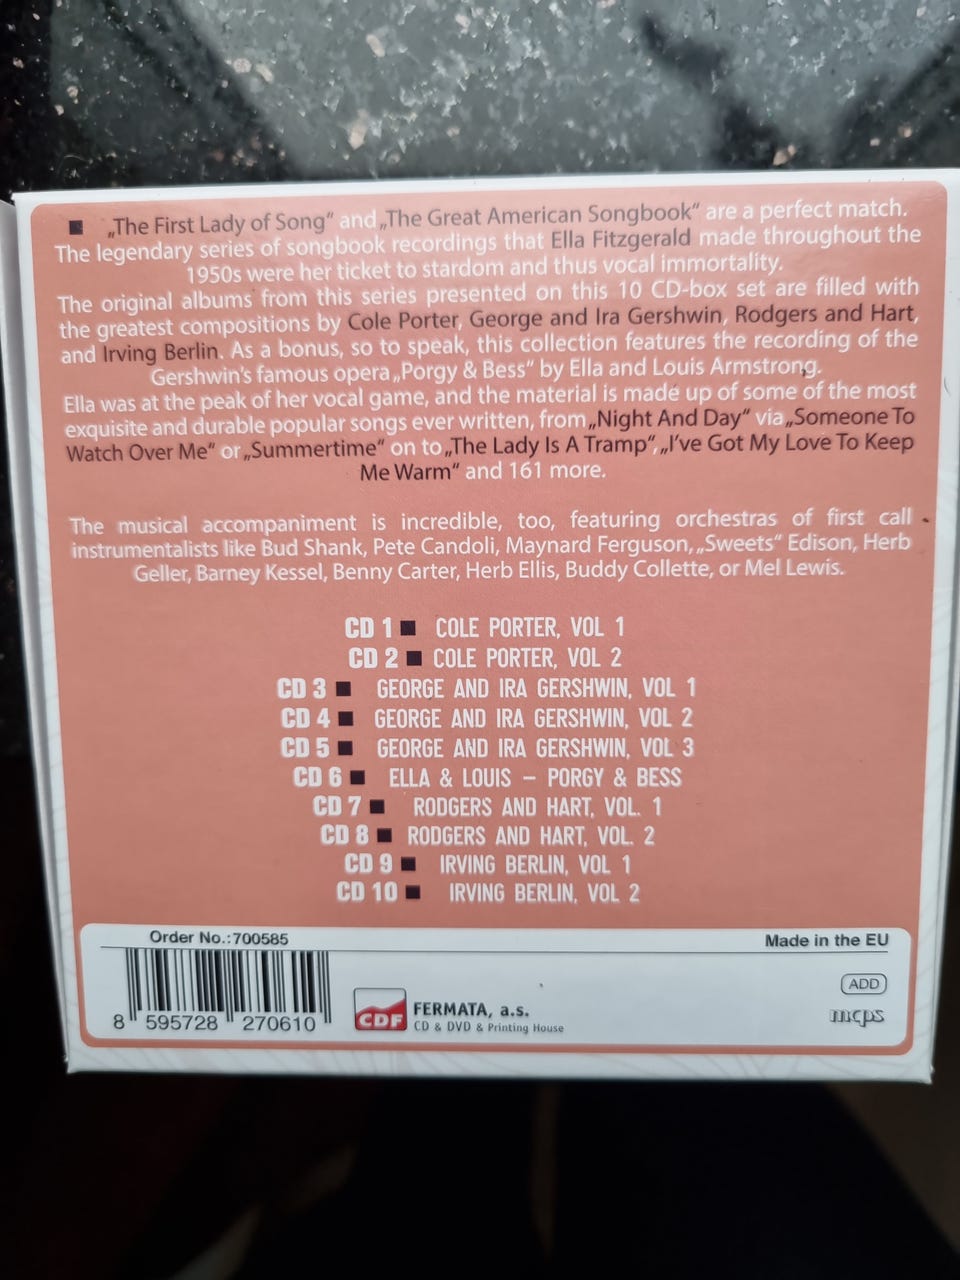 „The First Lady of Song“ and „The Great American Songbook“ are a perfect match.
The legendary series of songbook recordings that Ella Fitzgerald made throughout the
1950s were her ticket to stardom and thus vocal immortality.
The original albums from this series presented on this 10 CD-box set are filled with
the greatest compositions by Cole Porter, George and Ira Gershwin, Rodgers and Hart,
and Irving Berlin. As a bonus, so to speak, this collection features the recording of the
Gershwin's famous opera „Porgy & Bess“ by Ella and Louis Armstrong.
Ella was at the peak of her vocal game, and the material is made up of some of the most
exquisite and durable popular songs ever written, from „Night And Day“ via „Someone To
Watch Over Me“ or „Summertime“ on to „The Lady Is A Tramp“, „I've Got My Love To Keep
Me Warm“ and 161 more.
The musical accompaniment is incredible, too, featuring orchestras of first call
instrumentalists like Bud Shank, Pete Candoli, Maynard Ferguson, „Sweets“ Edison, Herb
Geller, Barney Kessel, Benny Carter, Herb Ellis, Buddy Collette, or Mel Lewis.
CD 1 ■ COLE PORTER, VOL 1
CD 2 ■ COLE PORTER, VOL 2
CD 3 ■ GEORGE AND IRA GERSHWIN, VOL 1
CD 4 ■ GEORGE AND IRA GERSHWIN, VOL 2
CD 5 ■ GEORGE AND IRA GERSHWIN, VOL 3
CD 6 ■ ELLA & LOUIS – PORGY & BESS
CD 7 ■ RODGERS AND HART, VOL. 1
CD 8 ■ RODGERS AND HART, VOL. 2
CD 9 ■ IRVING BERLIN, VOL 1
CD 10 ■ IRVING BERLIN, VOL 2
Order No.:700585
Made in the EU
8 595728 270610
CDF
FERMATA, a.s.
CD & DVD & Printing House
ADD
mcps